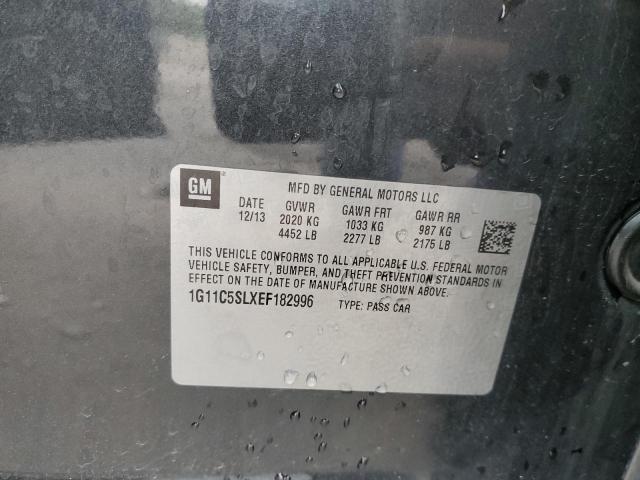 GM
MFD BY GENERAL MOTORS LLC
DATE GVWR GAWR FRT GAWR RR
12/13 2020 KG 1033 KG 987 KG
4452 LB 2277 LB 2175 LB
THIS VEHICLE CONFORMS TO ALL APPLICABLE U.S. FEDERAL MOTOR
VEHICLE SAFETY, BUMPER, AND THEFT PREVENTION STANDARDS IN
EFFECT ON THE DATE OF MANUFACTURE SHOWN ABOVE.
1G11C5SLXEF182996 TYPE: PASS CAR